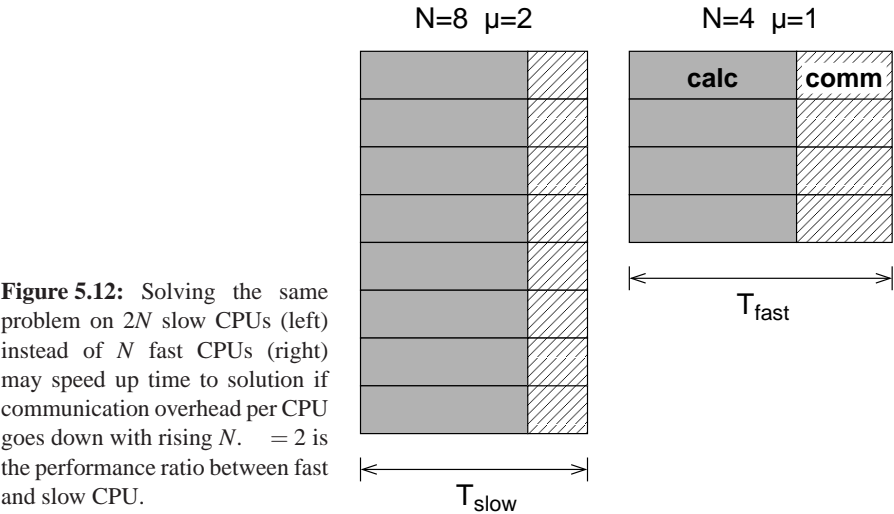 N=8 μ=2
N=4 μ=1
calc
comm
T_fast
T_slow
Figure 5.12: Solving the same
problem on 2N slow CPUs (left)
instead of N fast CPUs (right)
may speed up time to solution if
communication overhead per CPU
goes down with rising N. = 2 is
the performance ratio between fast
and slow CPU.